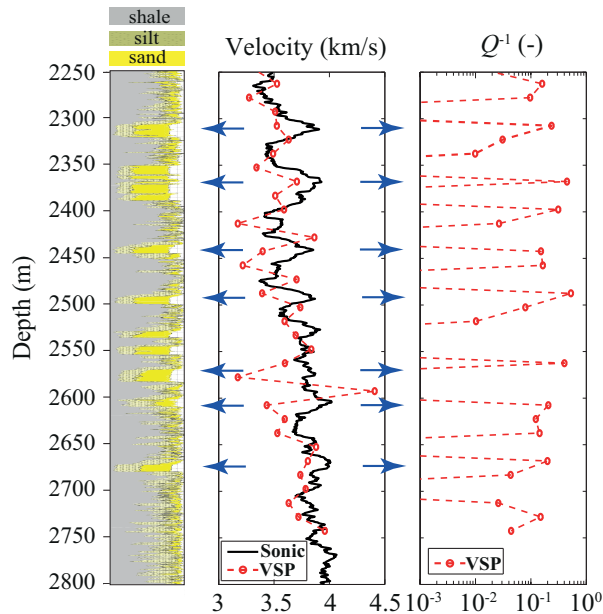 shale
silt
sand
Velocity (km/s)
Q⁻¹ (-)
Depth (m)
2250
2300
2350
2400
2450
2500
2550
2600
2650
2700
2750
2800
Sonic
VSP
VSP
3 3.5 4 4.5
10⁻³ 10⁻² 10⁻¹ 10⁰